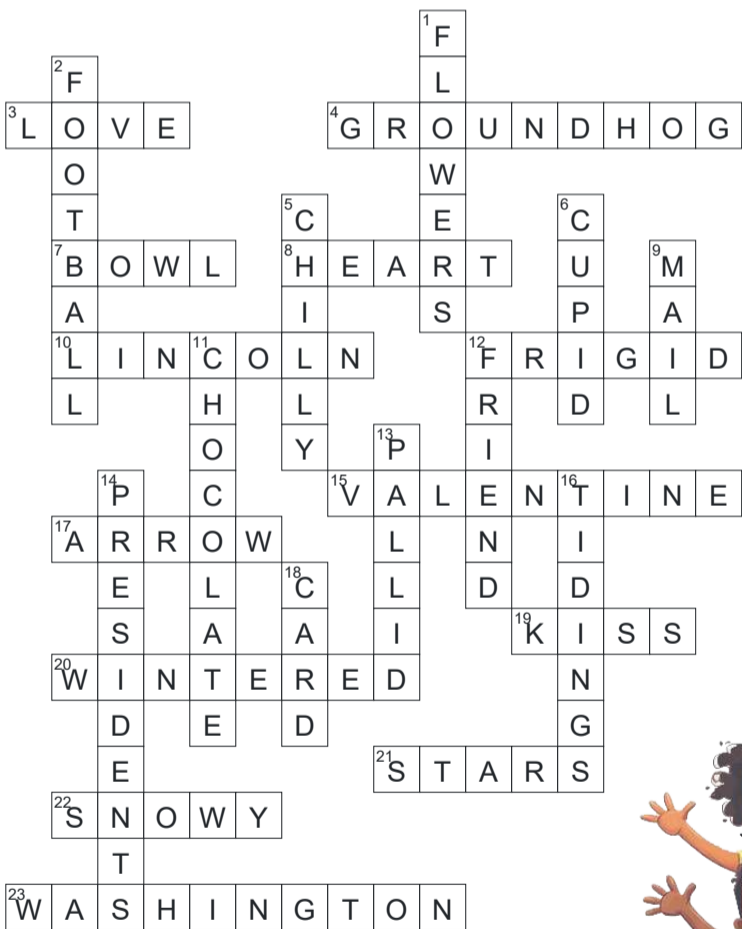 1 F
2 F L
3 L O V E 4 G R O U N D H O G
O W
T 5 C E 6 C
7 B O W L 8 H E A R T U 9 M
A I S P A
10 L I N 11 C O L N 12 F R I G I D
L H L R D L
O Y 13 P I
14 P C 15 V A L E N 16 T I N E
17 A R R O W L N I
E L 18 C L D D
S A A I 19 K I S S
20 W I N T E R E D N
D E D G
E 21 S T A R S
22 S N O W Y
T
23 W A S H I N G T O N